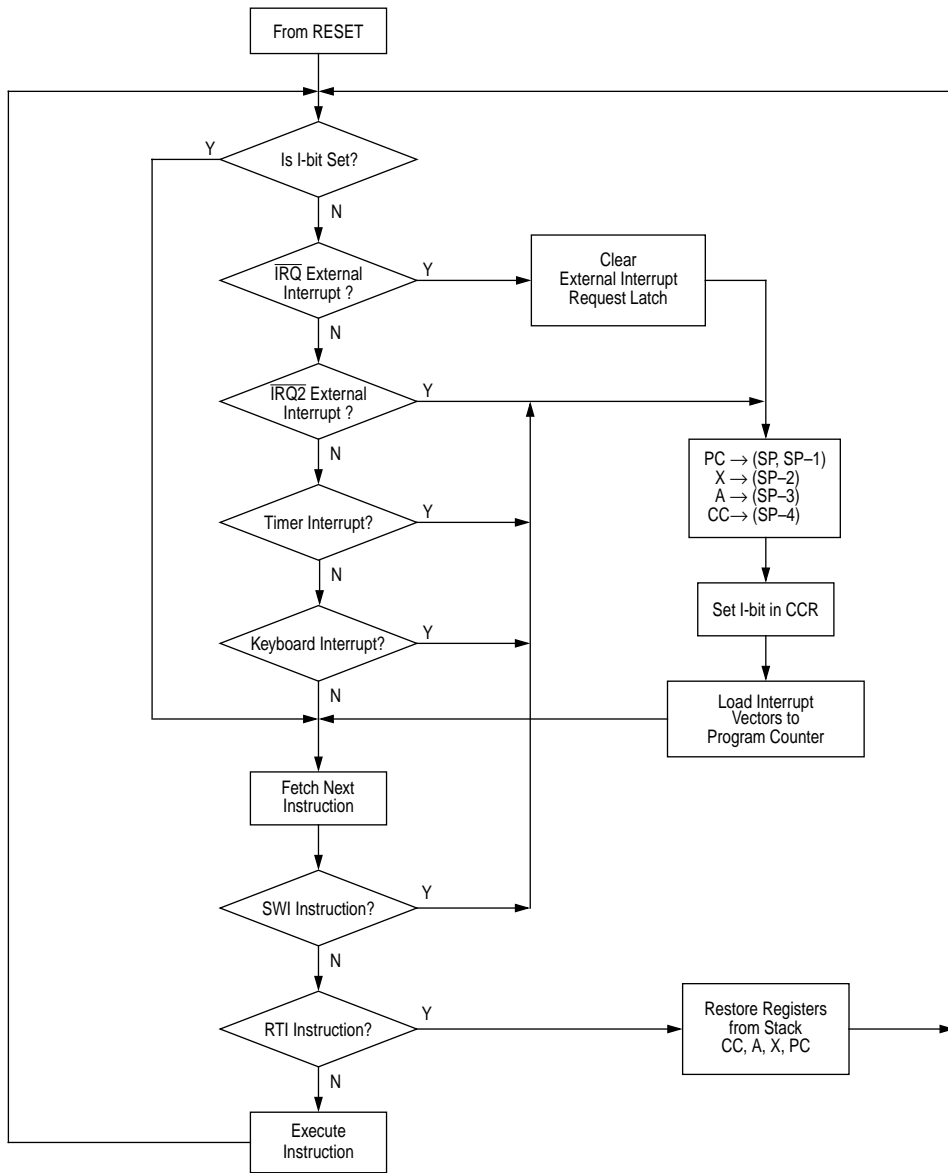 From RESET
Y
Is I-bit Set?
N
I̅R̅Q̅ External
Interrupt ?
Y
Clear
External Interrupt
Request Latch
N
I̅R̅Q̅2̅ External
Interrupt ?
Y
PC → (SP, SP–1)
X → (SP–2)
A → (SP–3)
CC→ (SP–4)
N
Timer Interrupt?
Y
Set I-bit in CCR
N
Keyboard Interrupt?
Y
Load Interrupt
Vectors to
Program Counter
N
Fetch Next
Instruction
SWI Instruction?
Y
N
RTI Instruction?
Y
Restore Registers
from Stack
CC, A, X, PC
N
Execute
Instruction